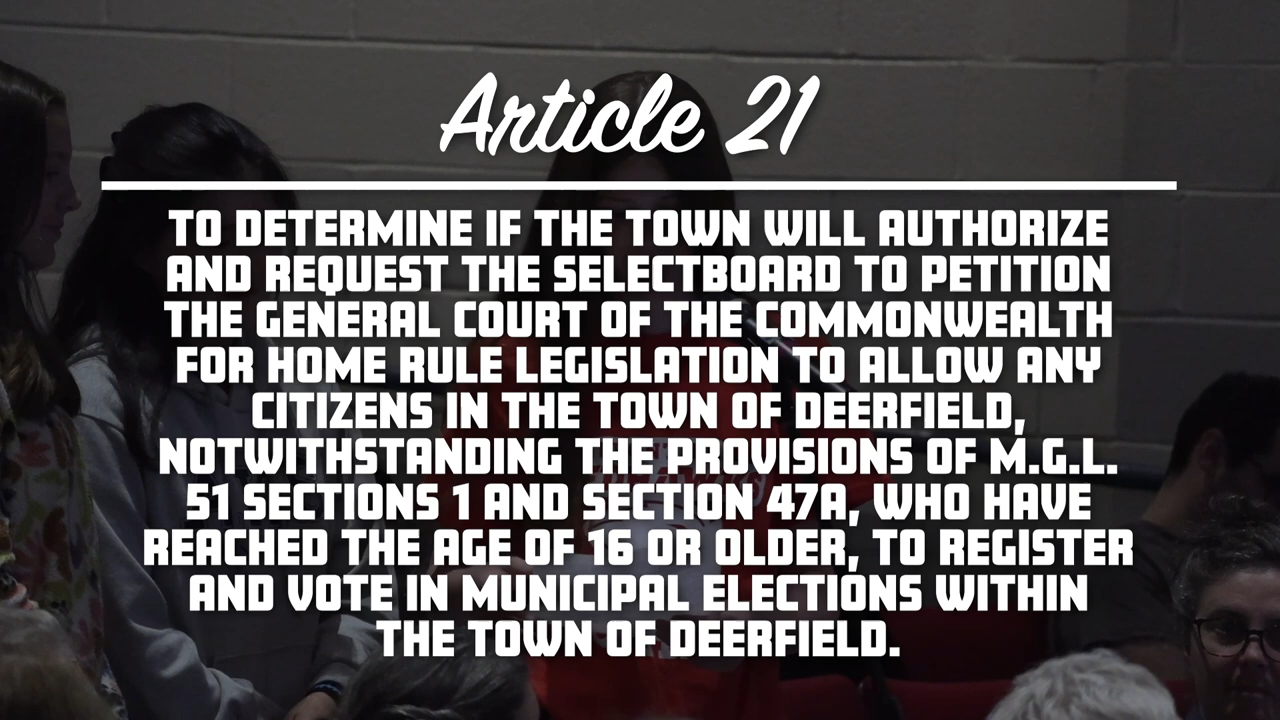 Article 21
TO DETERMINE IF THE TOWN WILL AUTHORIZE
AND REQUEST THE SELECTBOARD TO PETITION
THE GENERAL COURT OF THE COMMONWEALTH
FOR HOME RULE LEGISLATION TO ALLOW ANY
CITIZENS IN THE TOWN OF DEERFIELD,
NOTWITHSTANDING THE PROVISIONS OF M.G.L.
51 SECTIONS 1 AND SECTION 47A, WHO HAVE
REACHED THE AGE OF 16 OR OLDER, TO REGISTER
AND VOTE IN MUNICIPAL ELECTIONS WITHIN
THE TOWN OF DEERFIELD.